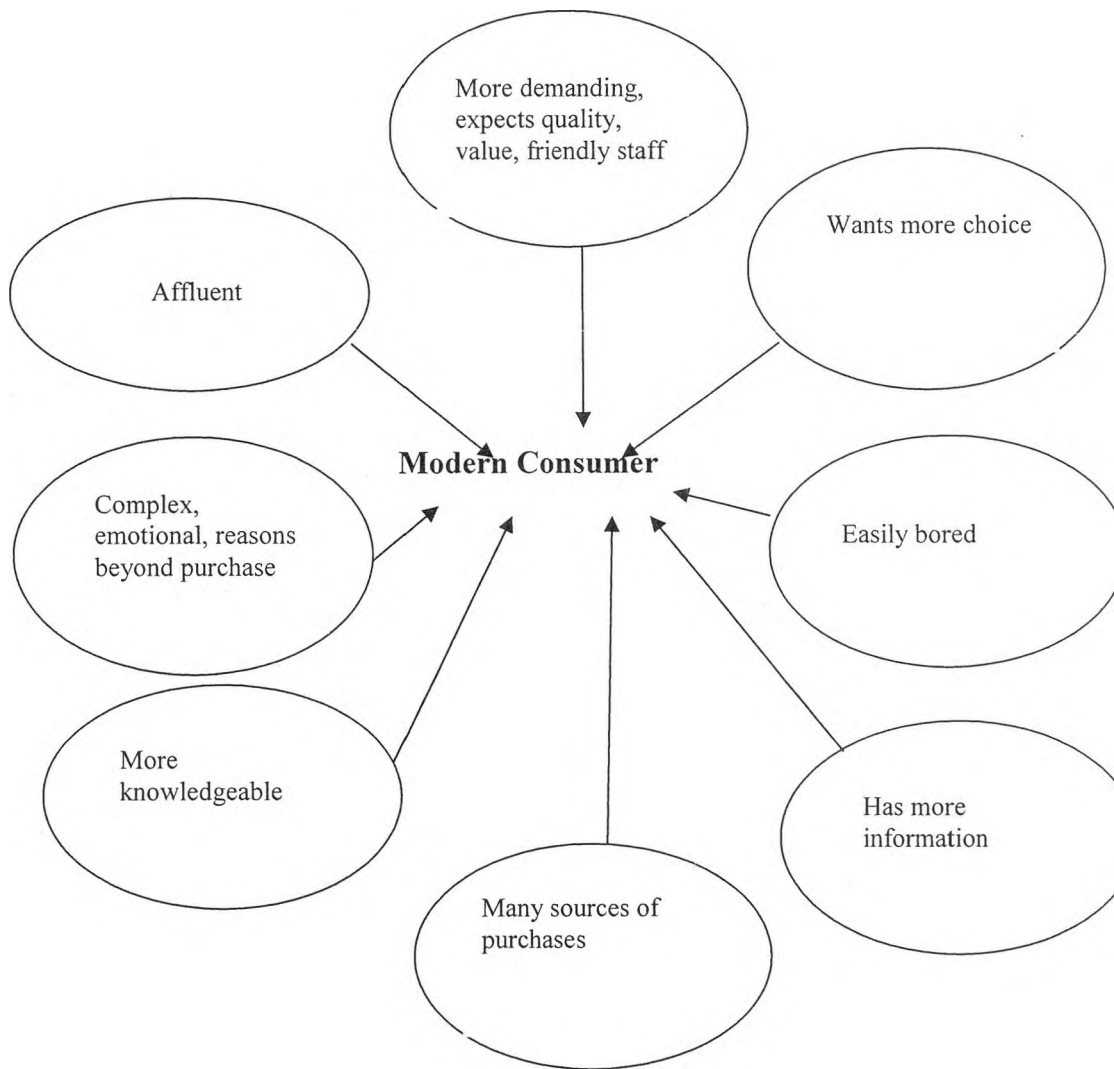 More demanding,
expects quality,
value, friendly staff
Wants more choice
Affluent
Modern Consumer
Complex,
emotional, reasons
beyond purchase
Easily bored
More
knowledgeable
Has more
information
Many sources of
purchases